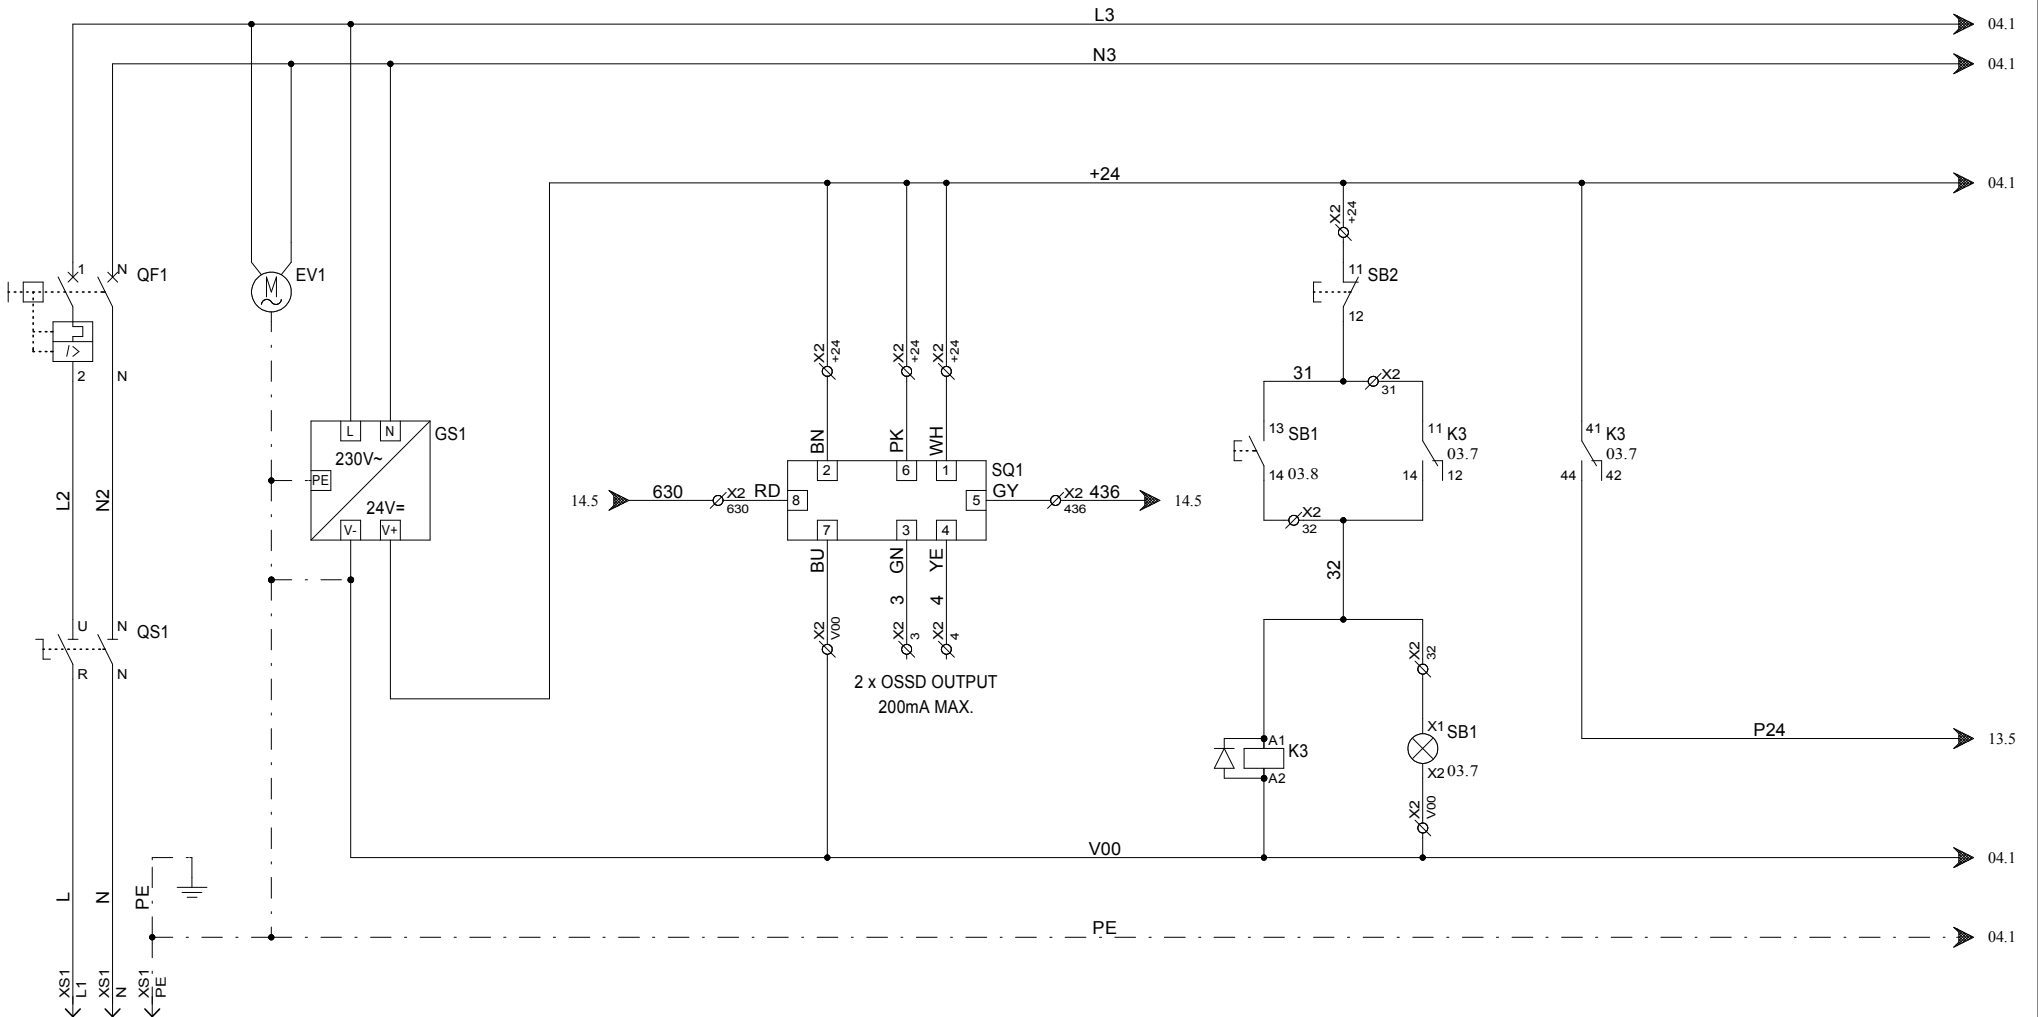 L3
04.1
N3
04.1
+24
04.1
X2
+24
1
N
QF1
EV1
M
11
SB2
12
I>
2
N
X2
+24
X2
+24
X2
+24
31
X2
31
L
N
GS1
230V~
PE
24V=
V-
V+
BN
PK
WH
2
6
1
SQ1
13
SB1
14
03.8
11
K3
03.7
14
12
41
K3
03.7
44
42
L2
N2
14.5
630
X2
630
RD
8
5
GY
X2
436
436
14.5
7
3
4
X2
32
BU
GN
YE
32
3
4
U
N
QS1
R
N
X2
V00
X2
3
X2
4
X2
32
2 x OSSD OUTPUT
200mA MAX.
A1
K3
A2
X1
SB1
X2
03.7
P24
13.5
X2
V00
V00
04.1
L
N
PE
PE
04.1
XS1
L1
XS1
N
XS1
PE